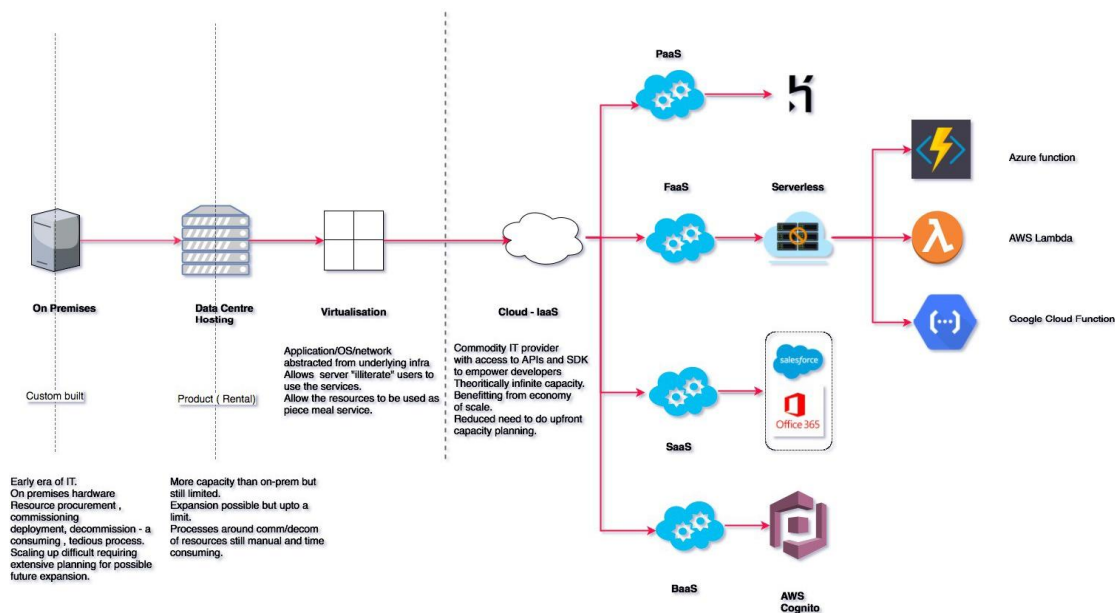 PaaS
FaaS
Serverless
Azure function
AWS Lambda
Google Cloud Function
On Premises
Data Centre
Hosting
Virtualisation
Cloud - IaaS
Custom built
Product ( Rental)
Application/OS/network
abstracted from underlying infra
Allows server "illiterate" users to
use the services.
Allow the resources to be used as
piece meal service.
Commodity IT provider
with access to APIs and SDK
to empower developers
Theoritically infinite capacity.
Benefitting from economy
of scale.
Reduced need to do upfront
capacity planning.
SaaS
salesforce
Office 365
Early era of IT.
On premises hardware
Resource procurement ,
commissioning
deployment, decommission - a
consuming , tedious process.
Scaling up difficult requiring
extensive planning for possible
future expansion.
More capacity than on-prem but
still limited.
Expansion possible but upto a
limit.
Processes around comm/decom
of resources still manual and time
consuming.
BaaS
AWS
Cognito